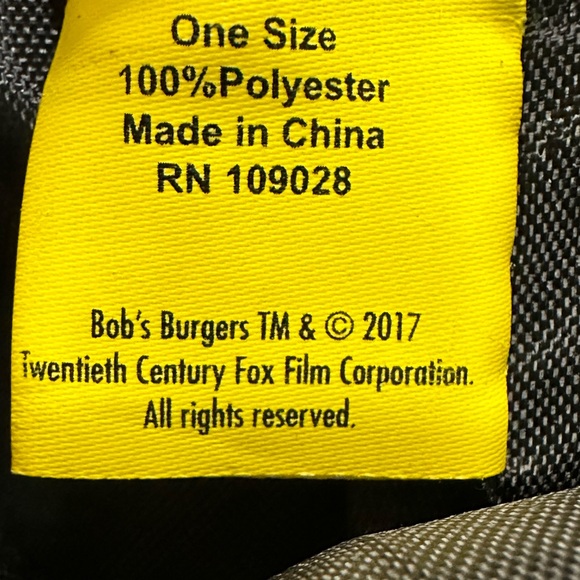 One Size
100%Polyester
Made in China
RN 109028
Bob's Burgers TM & © 2017
Twentieth Century Fox Film Corporation.
All rights reserved.